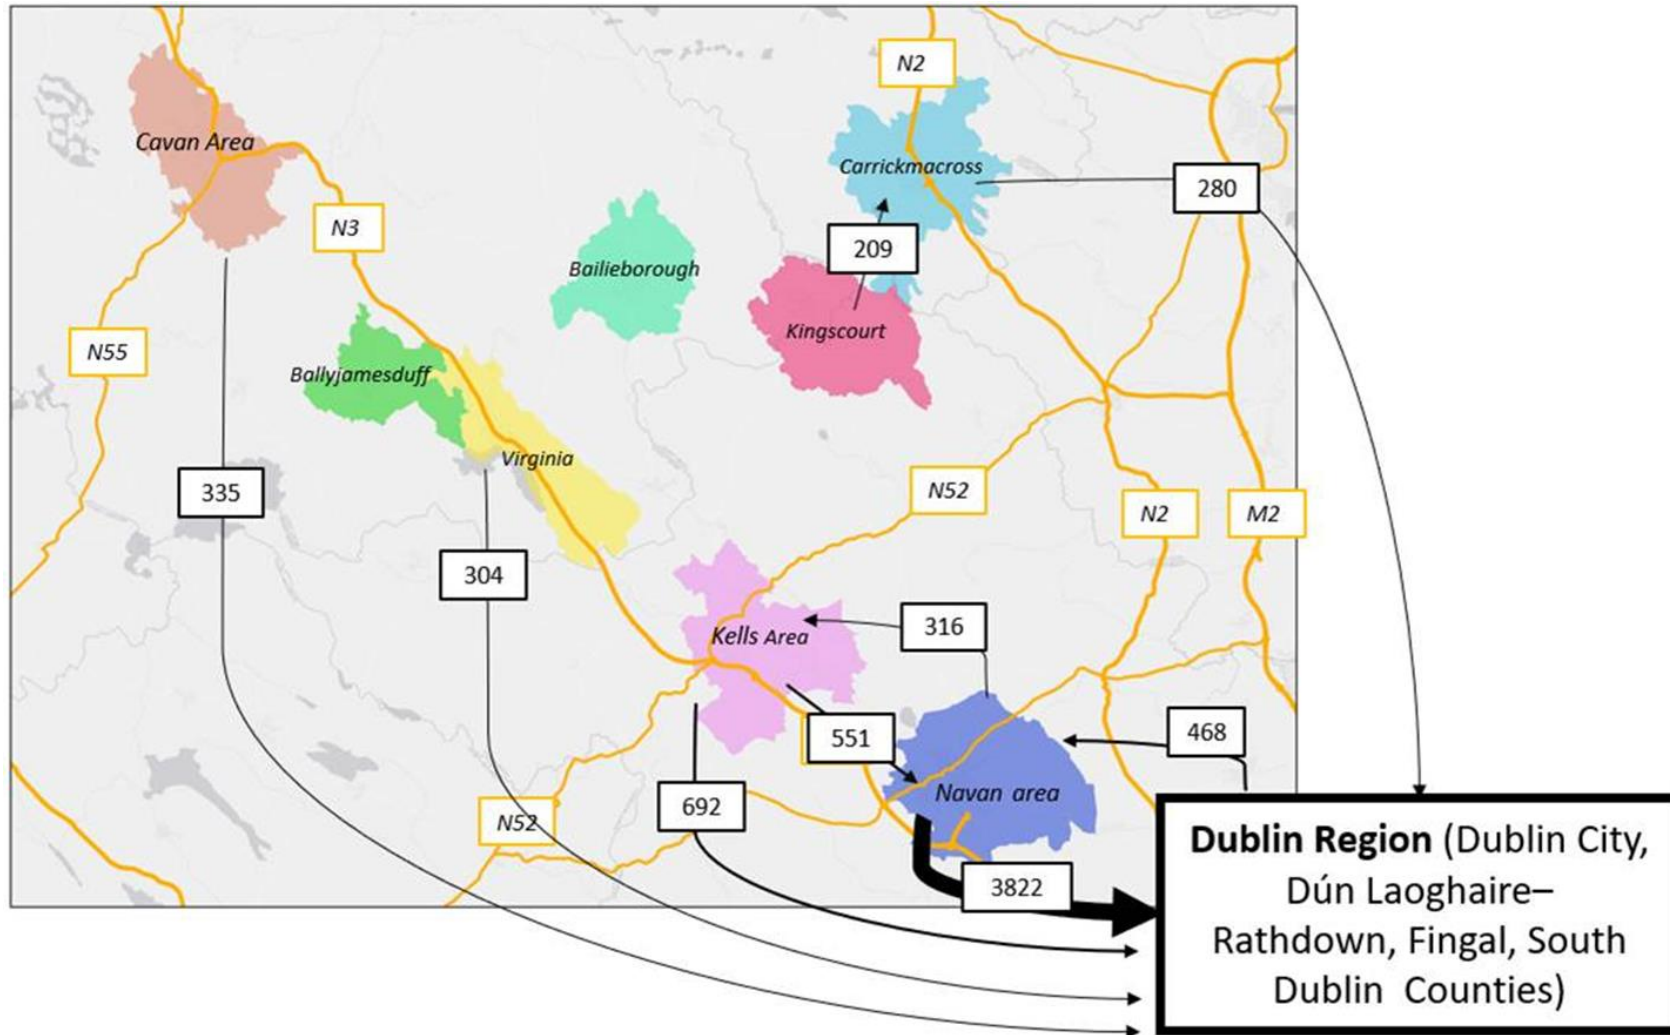 N2
Cavan Area
Carrickmacross
280
N3
209
Bailieborough
Kingscourt
N55
Ballyjamesduff
Virginia
335
N52
N2
M2
304
316
Kells Area
468
551
Navan area
692
N52
3822
Dublin Region (Dublin City,
Dún Laoghaire–
Rathdown, Fingal, South
Dublin Counties)